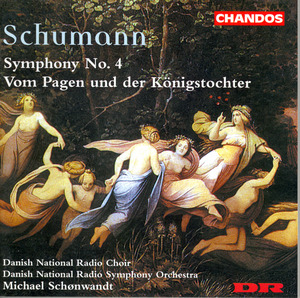 CHANDOS
Schumann
Symphony No. 4
Vom Pagen und der Königstochter
Danish National Radio Choir
Danish National Radio Symphony Orchestra
Michael Schønwandt
DR